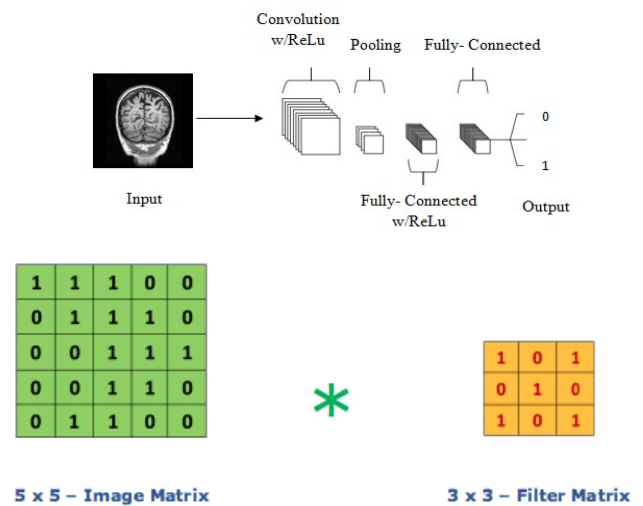 Convolution
w/ReLu
Pooling
Fully- Connected
0
1
Input
Fully- Connected
w/ReLu
Output
1 1 1 0 0
0 1 1 1 0
0 0 1 1 1
0 0 1 1 0
0 1 1 0 0
*
1 0 1
0 1 0
1 0 1
5 x 5 – Image Matrix
3 x 3 – Filter Matrix